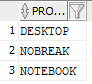 PRO...
1 DESKTOP
2 NOBREAK
3 NOTEBOOK